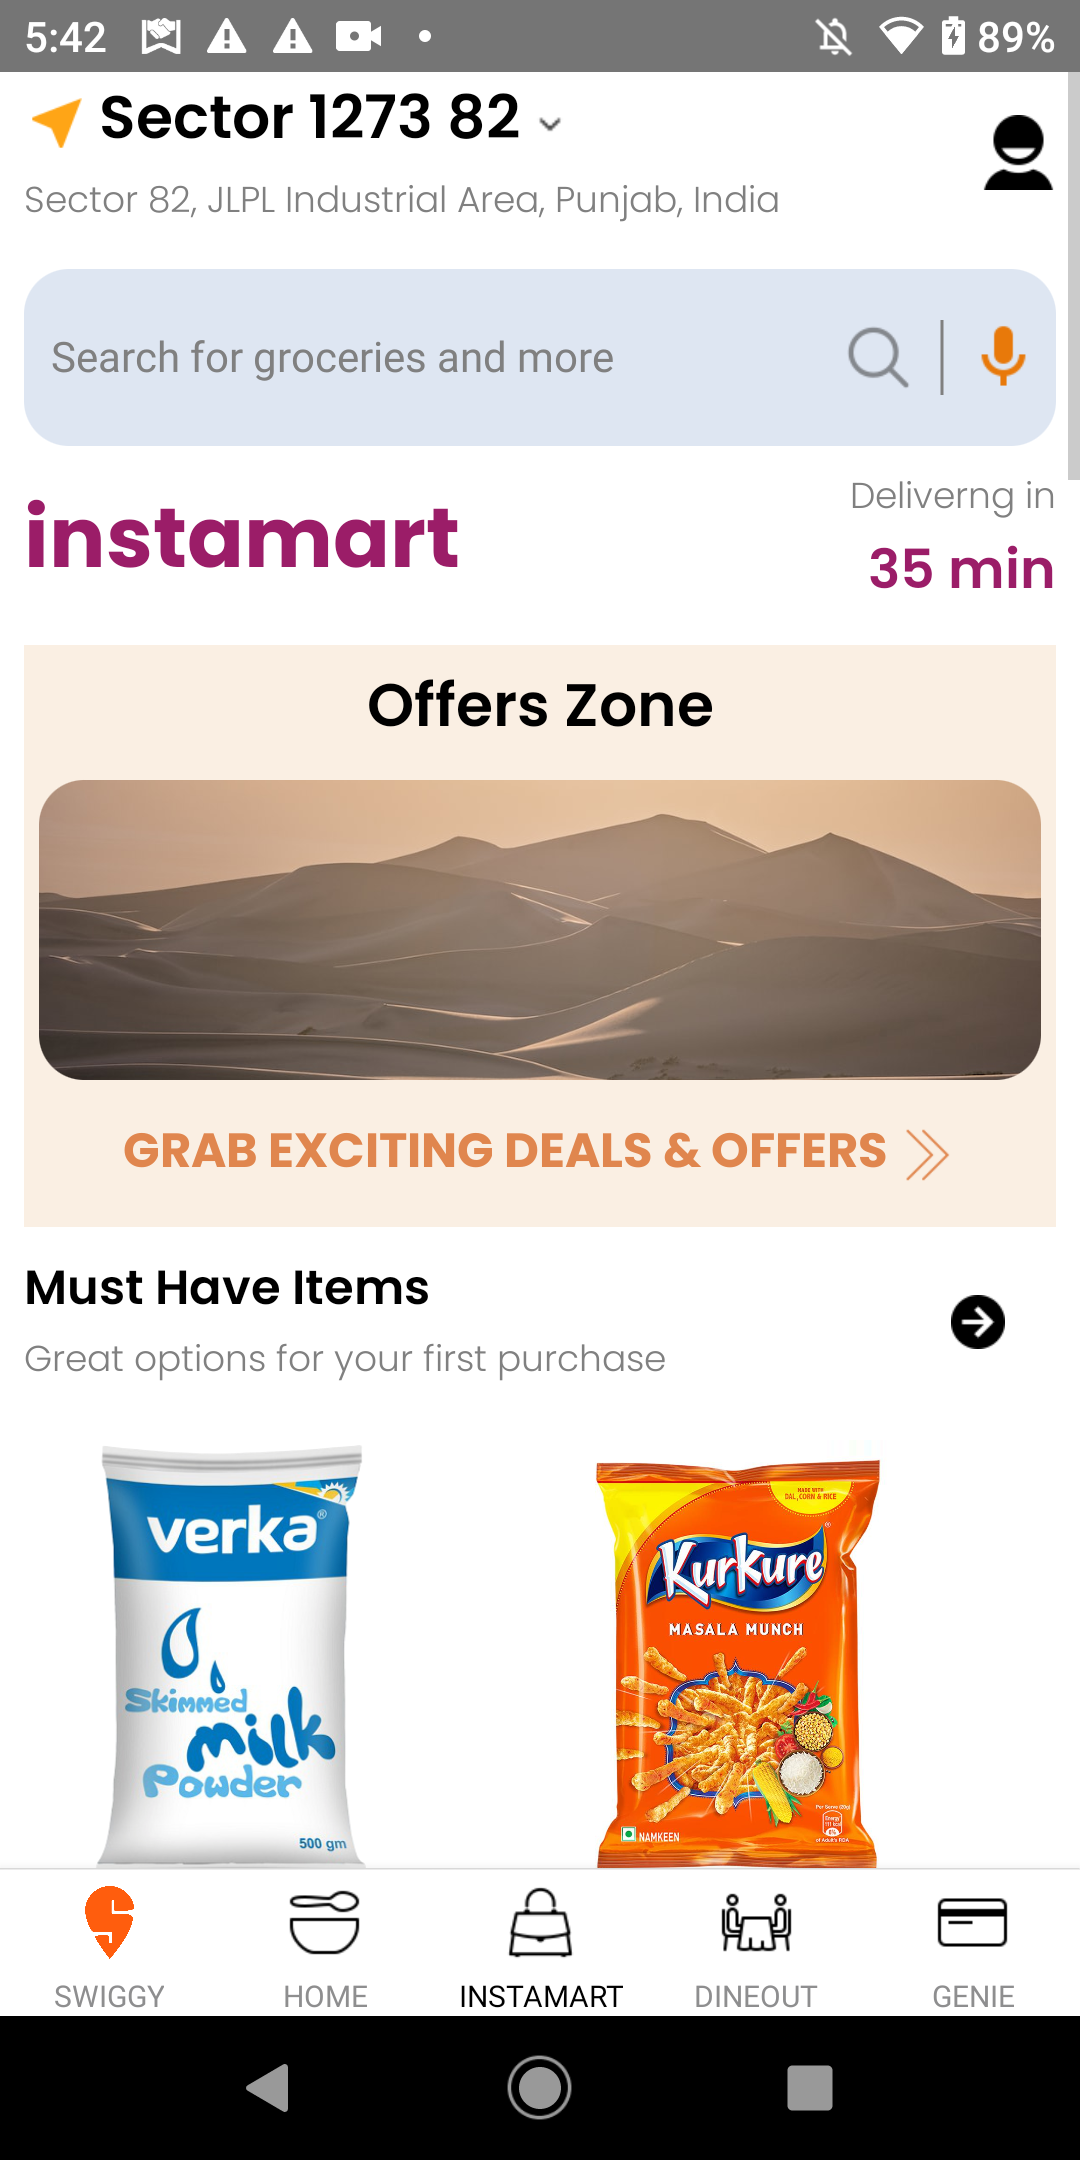 5:42
89%
Sector 1273 82
Sector 82, JLPL Industrial Area, Punjab, India
Search for groceries and more
instamart
Deliverng in
35 min
Offers Zone
GRAB EXCITING DEALS & OFFERS
Must Have Items
Great options for your first purchase
verka®
Skimmed
milk
Powder
500 gm
MADE WITH
DAL, CORN & RICE
Kurkure
MASALA MUNCH
NAMKEEN
SWIGGY
HOME
INSTAMART
DINEOUT
GENIE